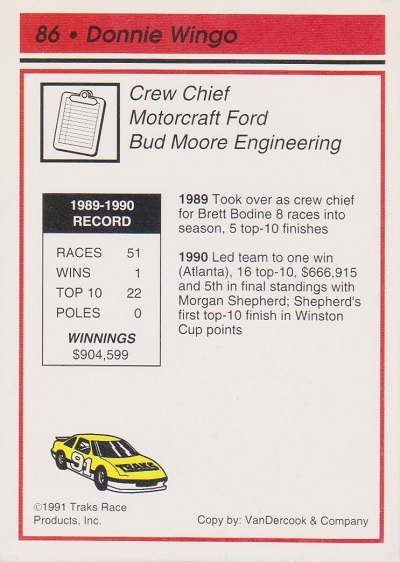 86 • Donnie Wingo
Crew Chief
Motorcraft Ford
Bud Moore Engineering
1989-1990
RECORD
RACES 51
WINS 1
TOP 10 22
POLES 0
WINNINGS
$904,599
1989 Took over as crew chief
for Brett Bodine 8 races into
season, 5 top-10 finishes
1990 Led team to one win
(Atlanta), 16 top-10, $666,915
and 5th in final standings with
Morgan Shepherd; Shepherd's
first top-10 finish in Winston
Cup points
91
TRAKS
©1991 Traks Race
Products, Inc.
Copy by: VanDercook & Company